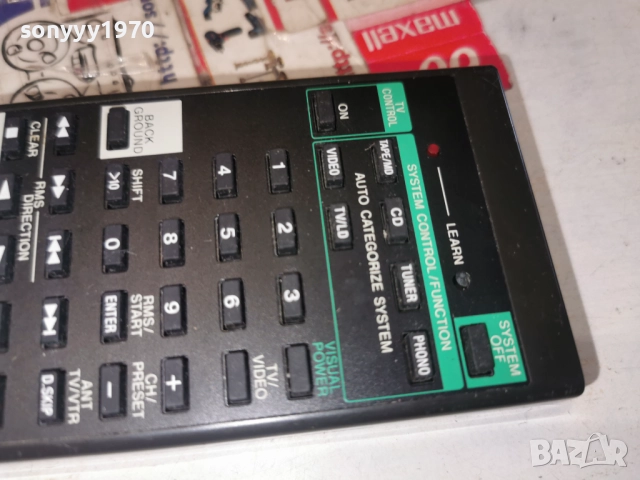 sonyyy1970
maxell
90
SYSTEM OFF
LEARN
TV CONTROL
ON
SYSTEM CONTROL/FUNCTION
TAPE/MD
CD
TUNER
PHONO
VIDEO
TV/LD
AUTO CATEGORIZE SYSTEM
VISUAL POWER
TV/VIDEO
1
2
3
4
5
6
7
8
9
BACK GROUND
SHIFT
>10
0
RMS/START
ENTER
CH/PRESET
+
−
CLEAR
RMS
DIRECTION
ANT TV/VTR
D.SKIP
sonyyy1970
BAZAR